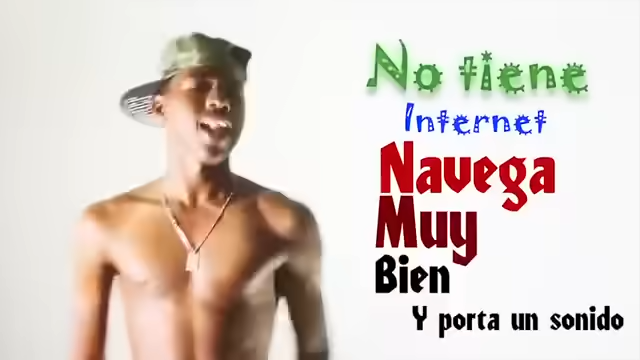 No tiene
Internet
Navega
Muy
Bien
Y porta un sonido